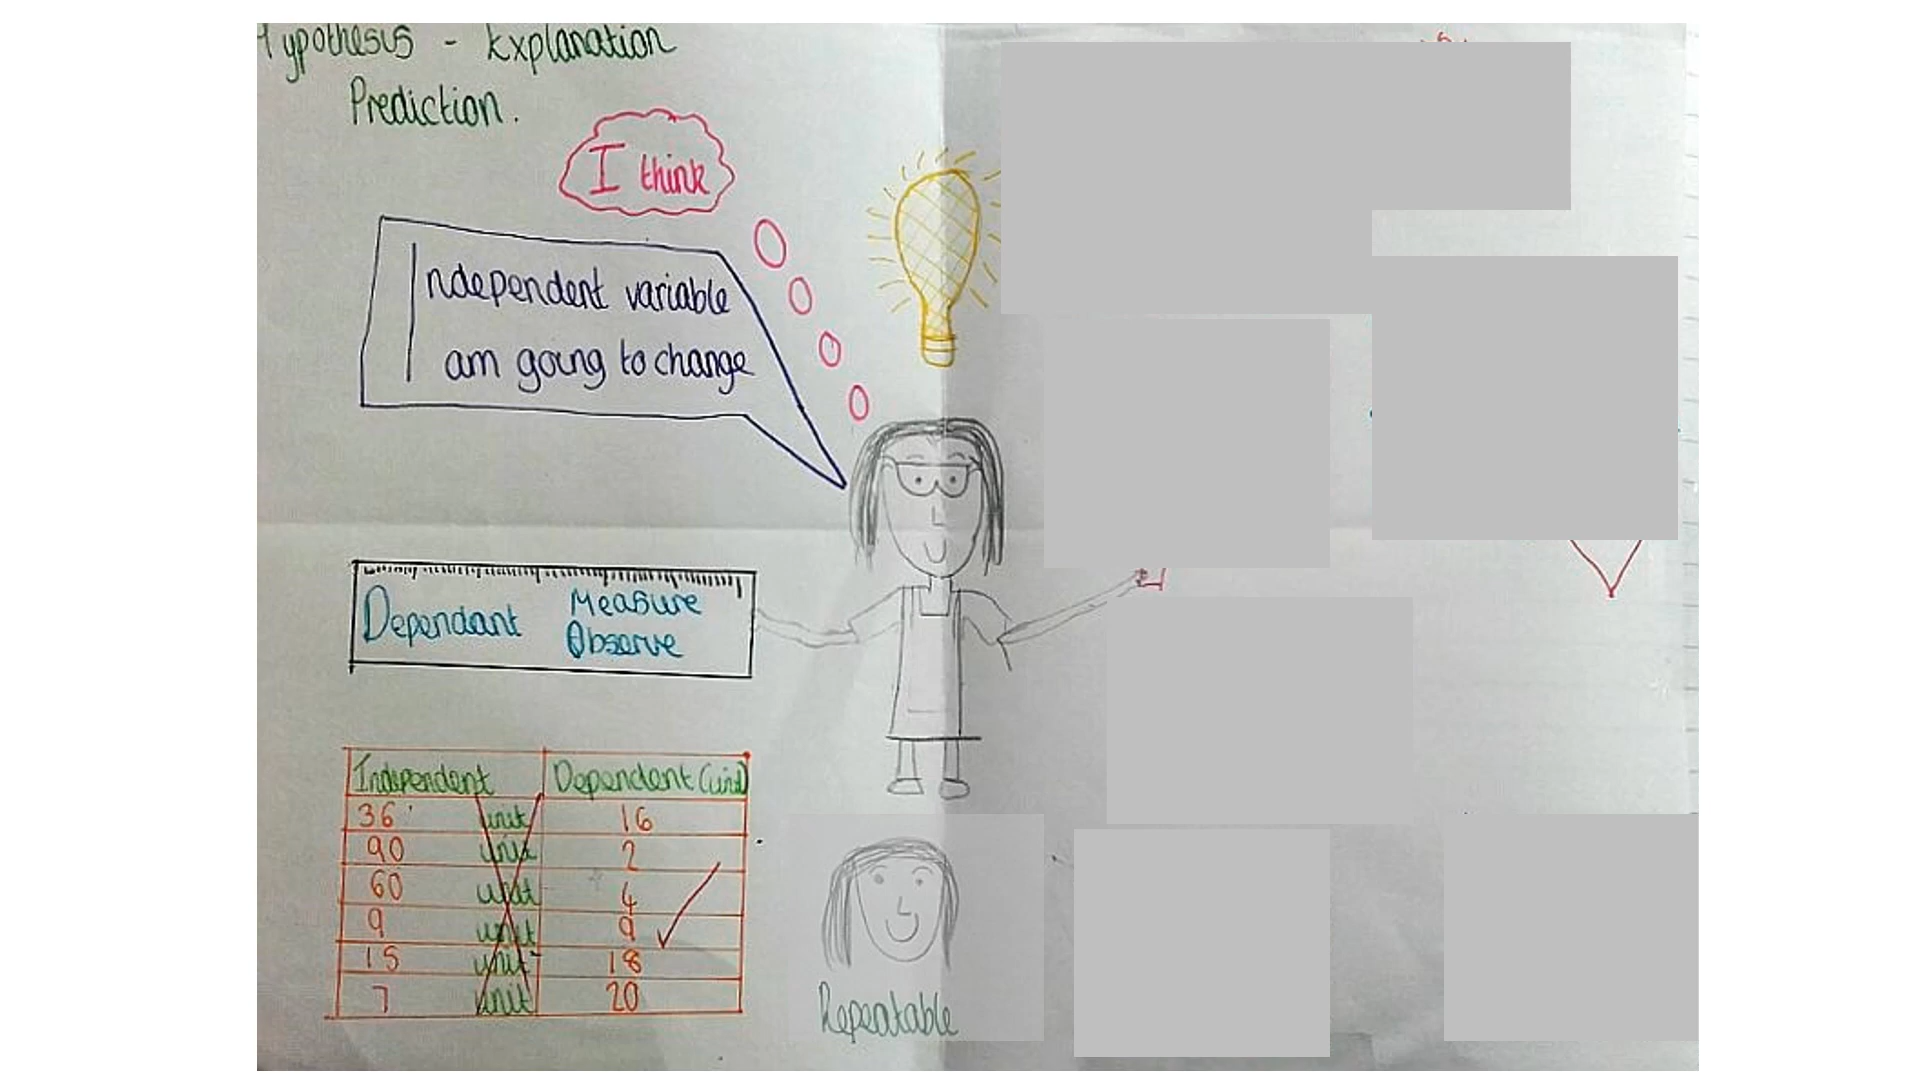 Hypothesis - Explanation
Prediction.
I think
Independent variable
am going to change
Dependant Measure
Observe
Independent Dependent (unit)
36 unit 16
90 unit 2
60 unit 4
9 unit 9
15 unit 18
7 unit 20
Repeatable